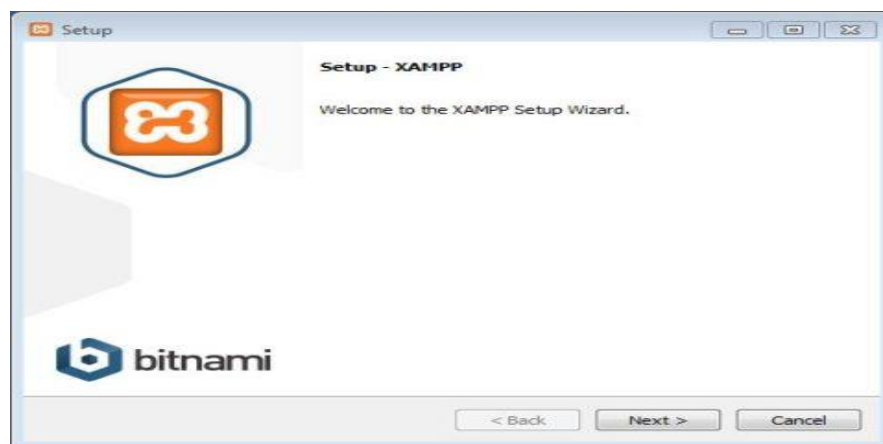 Setup
Setup - XAMPP
Welcome to the XAMPP Setup Wizard.
bitnami
< Back Next > Cancel